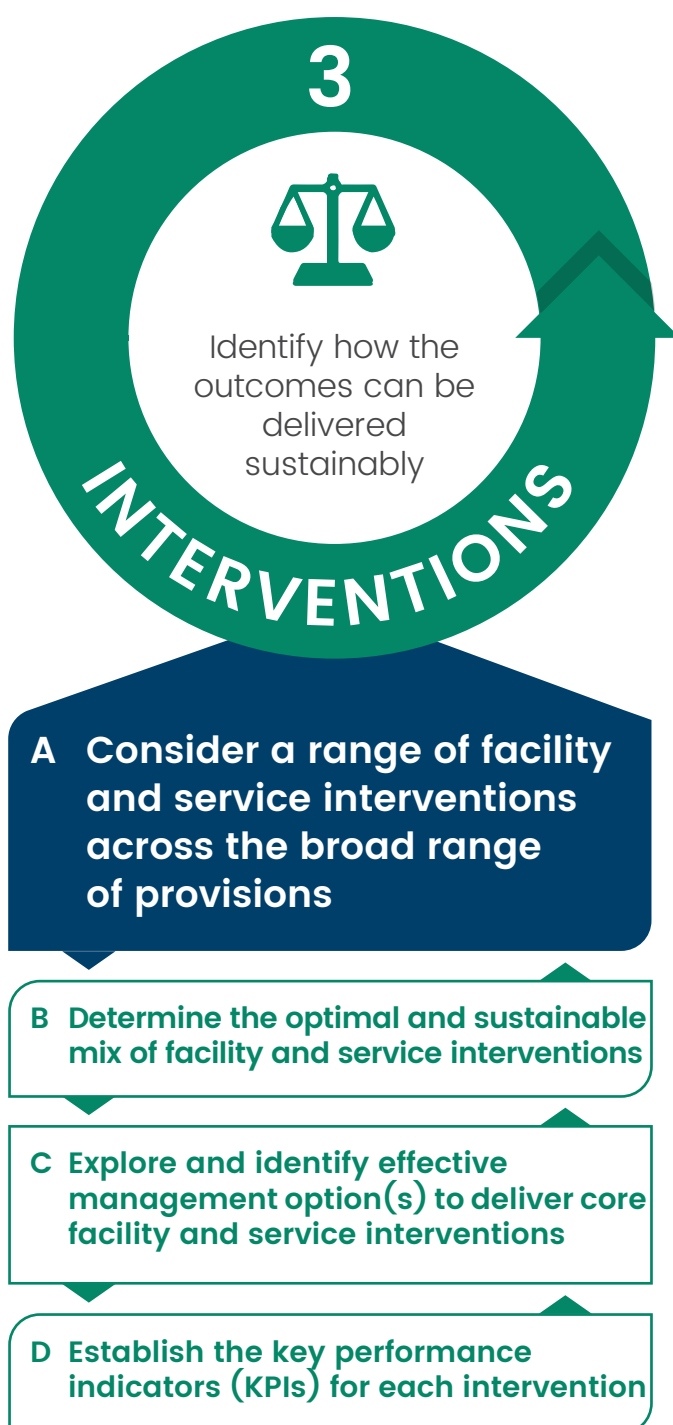 3
Identify how the
outcomes can be
delivered
sustainably
INTERVENTIONS
A Consider a range of facility
and service interventions
across the broad range
of provisions
B Determine the optimal and sustainable
mix of facility and service interventions
C Explore and identify effective
management option(s) to deliver core
facility and service interventions
D Establish the key performance
indicators (KPIs) for each intervention